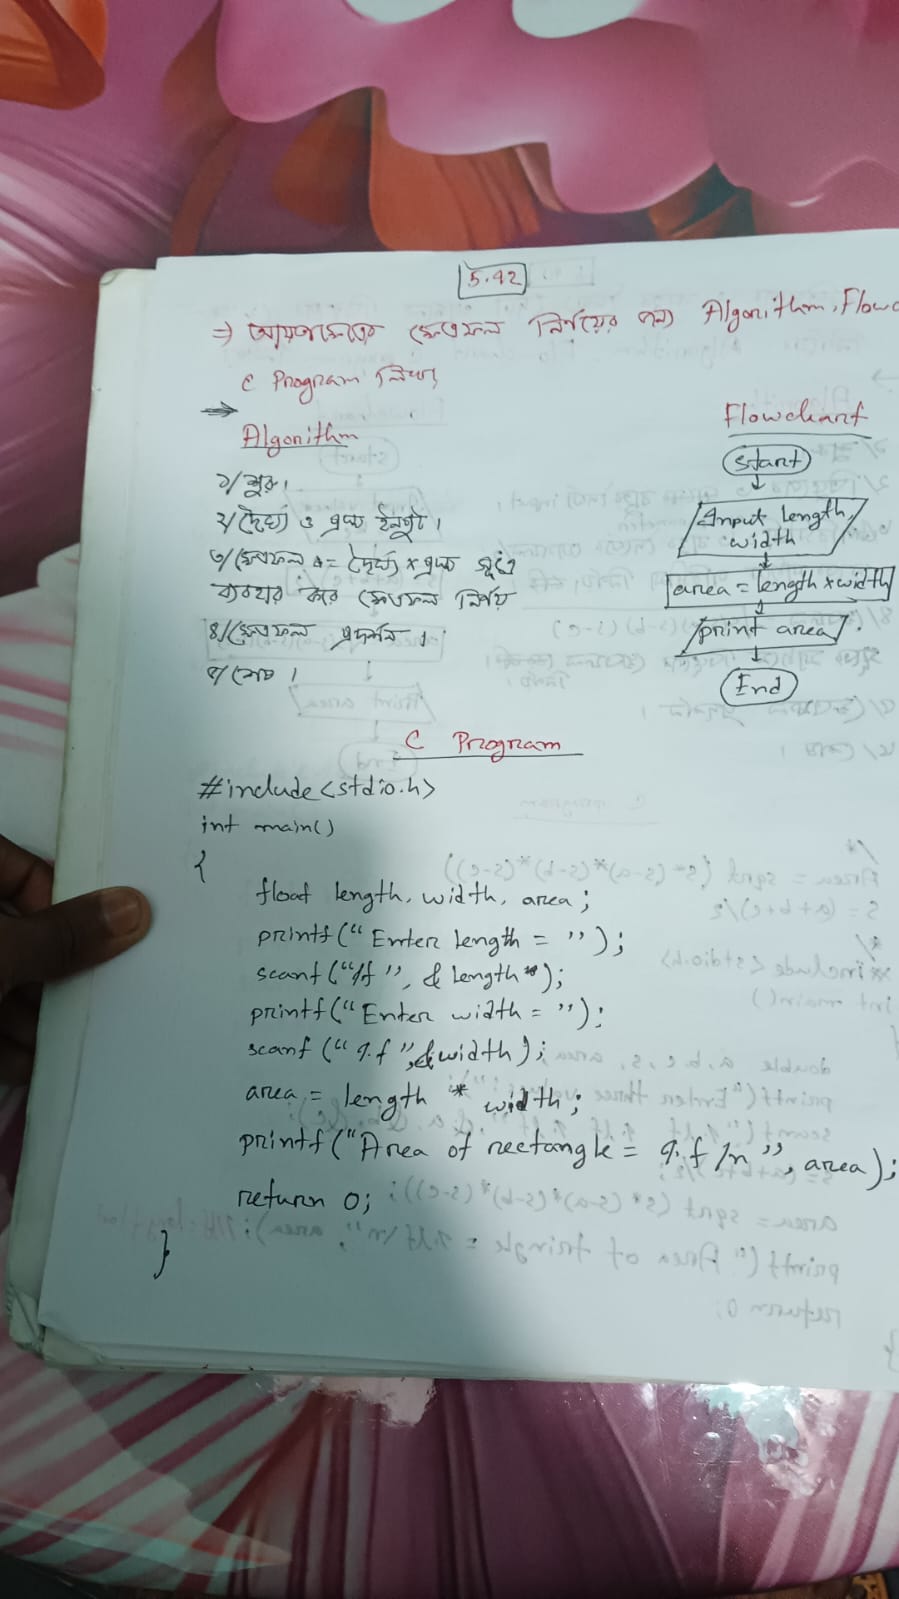 5.42
⇒ আয়তক্ষেত্রের ক্ষেত্রফল নির্ণয়ের জন্য Algorithm, Flowc
C Program লিখ।
Algorithm
১/ শুরু।
২/ দৈর্ঘ্য ও প্রস্থ ইনপুট।
৩/ ক্ষেত্রফল = দৈর্ঘ্য × প্রস্থ সূত্র
ব্যবহার করে ক্ষেত্রফল নির্ণয়
৪/ ক্ষেত্রফল প্রদর্শন।
৫/ শেষ।
Flowchart
Start
Input length,
width
area = length × width
print area
End
C Program
#include<stdio.h>
int main()
{
float length, width, area;
printf("Enter length = ");
scanf("%f", &length);
printf("Enter width = ");
scanf("%f", &width);
area = length * width;
printf("Area of rectangle = %.f /n", area);
return 0;
}